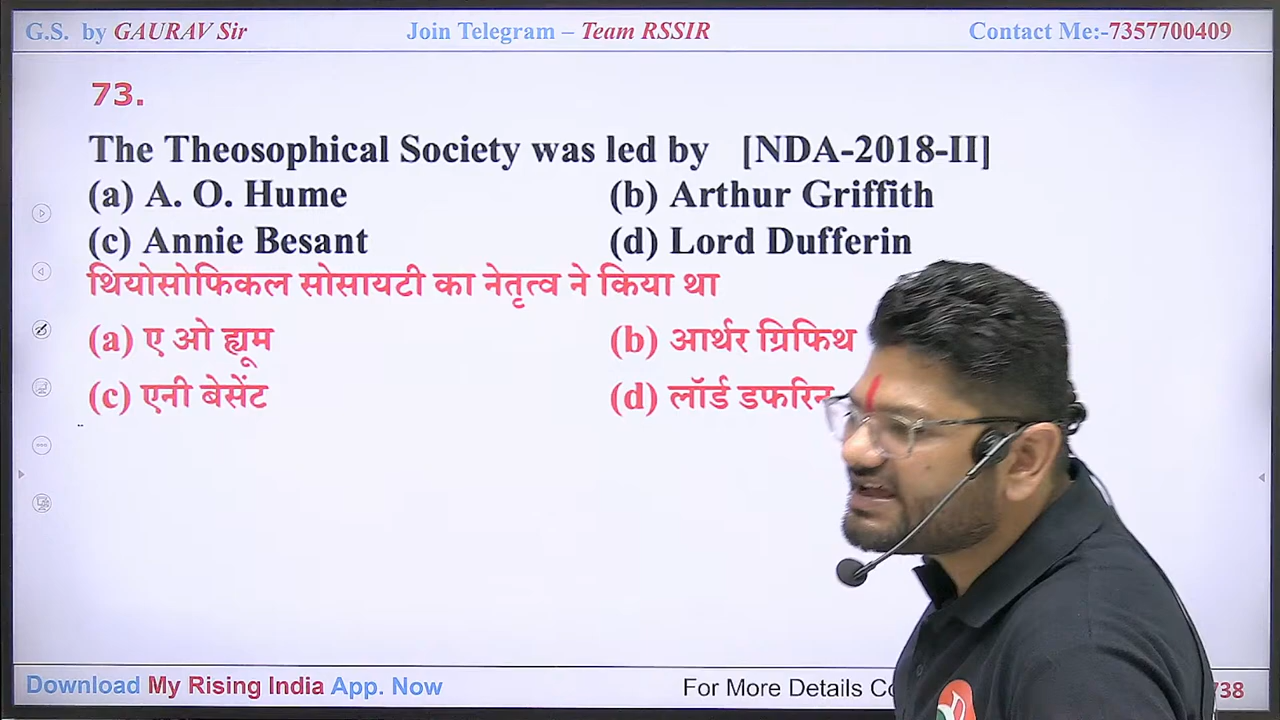 G.S. by GAURAV Sir Join Telegram – Team RSSIR Contact Me:-7357700409
73.
The Theosophical Society was led by [NDA-2018-II]
(a) A. O. Hume (b) Arthur Griffith
(c) Annie Besant (d) Lord Dufferin
थियोसोफिकल सोसायटी का नेतृत्व ने किया था
(a) ए ओ ह्यूम (b) आर्थर ग्रिफिथ
(c) एनी बेसेंट (d) लॉर्ड डफरिन
Download My Rising India App. Now For More Details